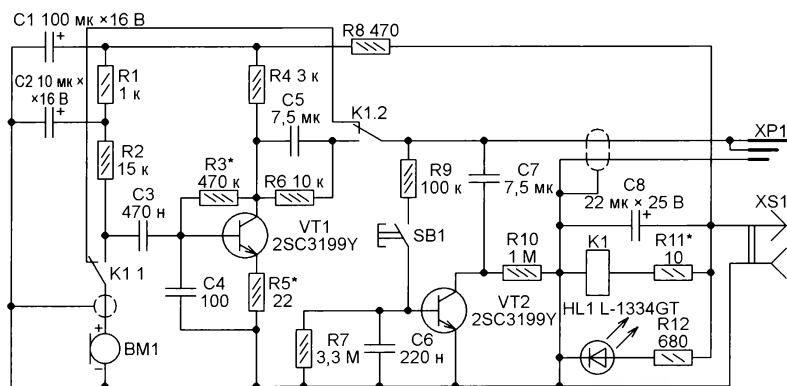 C1 100 мк ×16 В
+
R8 470
C2 10 мк ×
×16 В
+
R1
1 к
R4 3 к
C5
7,5 мк
K1.2
XP1
R2
15 к
R3*
470 к
R6 10 к
R9
100 к
C7
7,5 мк
C3
470 н
C8
22 мк × 25 В
+
VT1
2SC3199Y
SB1
XS1
R10
1 М
K1
R11*
10
K1 1
C4
100
R5*
22
VT2
2SC3199Y
HL1 L-1334GT
R12
680
+
BM1
−
R7
3,3 М
C6
220 н